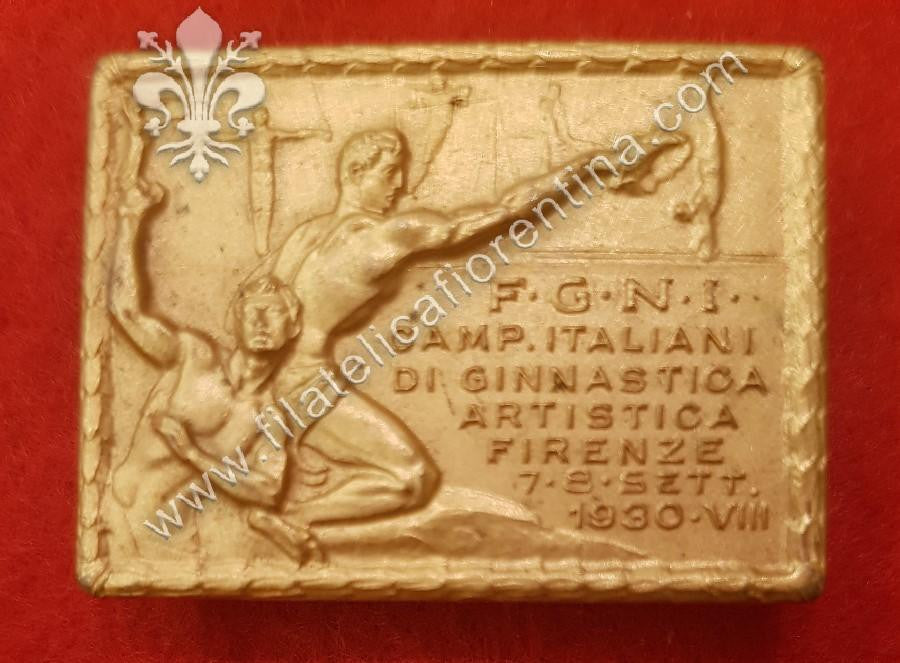 F·G·N·I·
CAMP. ITALIANI
DI GINNASTICA
ARTISTICA
FIRENZE
7·8·SETT.
1930·VIII
www.filatelicafiorentina.com